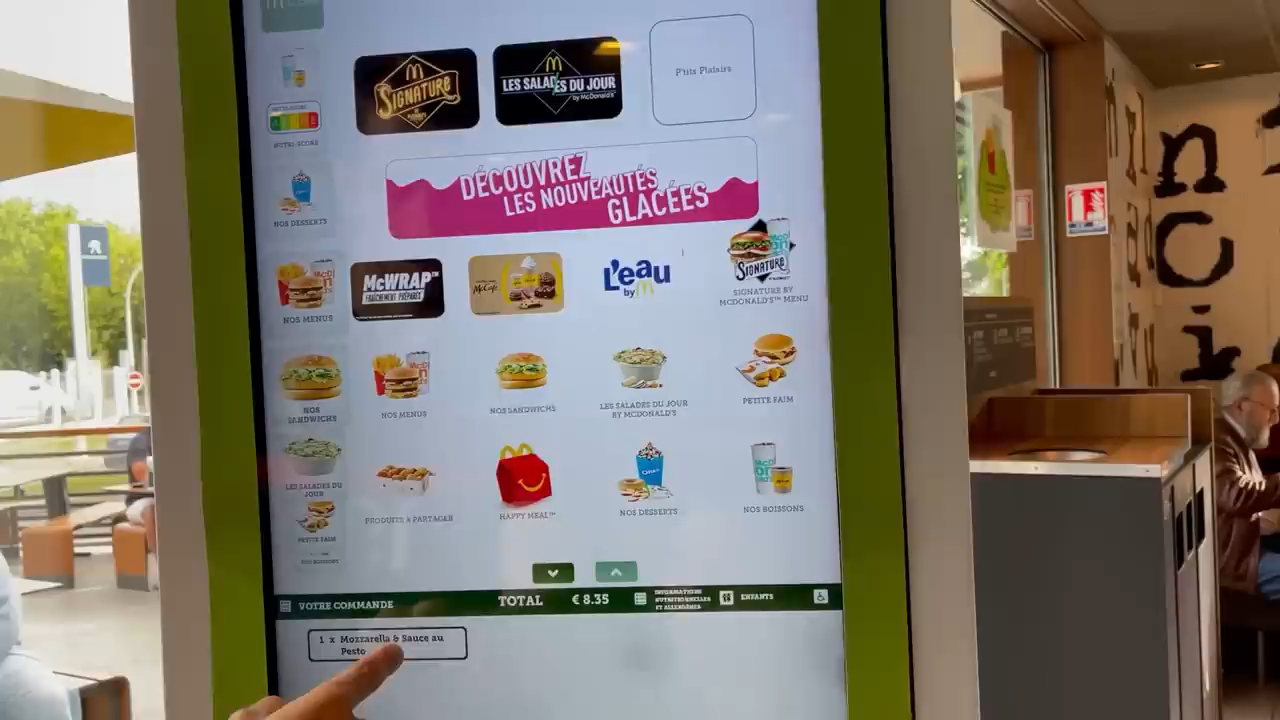 SIGNATURE
LES SALADES DU JOUR
by McDonald's
P'tits Plaisirs
NUTRI-SCORE
DÉCOUVREZ
LES NOUVEAUTÉS
GLACÉES
NOS DESSERTS
NOS MENUS
McWRAP™
FRAÎCHEMENT PRÉPARÉ
McCafé
L'eau
by
SIGNATURE
SIGNATURE BY
MCDONALD'S™ MENU
NOS
SANDWICHS
NOS MENUS
NOS SANDWICHS
LES SALADES DU JOUR
BY MCDONALD'S
PETITE FAIM
LES SALADES DU
JOUR
PETITE FAIM
PRODUITS A PARTAGER
HAPPY MEAL™
NOS DESSERTS
NOS BOISSONS
VOTRE COMMANDE
TOTAL
€ 8.35
INFORMATIONS
NUTRITIONNELLES
ET ALLERGÈNES
ENFANTS
1 x Mozzarella & Sauce au
Pesto